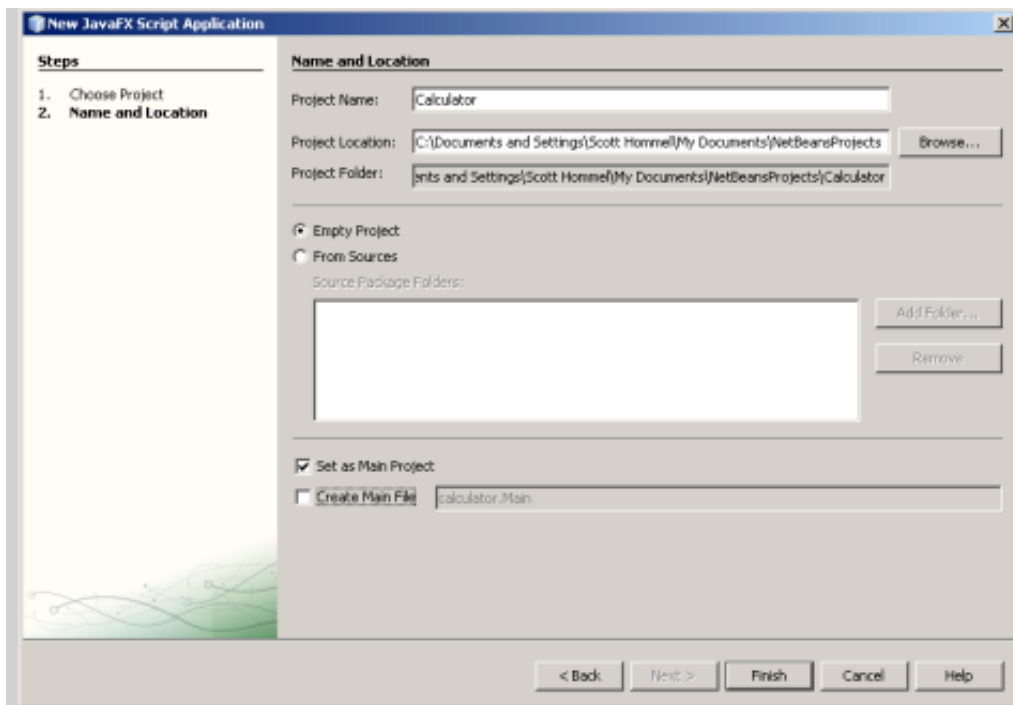 New JavaFX Script Application
Steps
1. Choose Project
2. Name and Location
Name and Location
Project Name: Calculator
Project Location: C:\Documents and Settings\Scott Hommel\My Documents\NetBeansProjects Browse...
Project Folder: ents and Settings\Scott Hommel\My Documents\NetBeansProjects\Calculator
Empty Project
From Sources
Source Package Folders:
Add Folder...
Remove
Set as Main Project
Create Main File calculator.Main
< Back Next > Finish Cancel Help